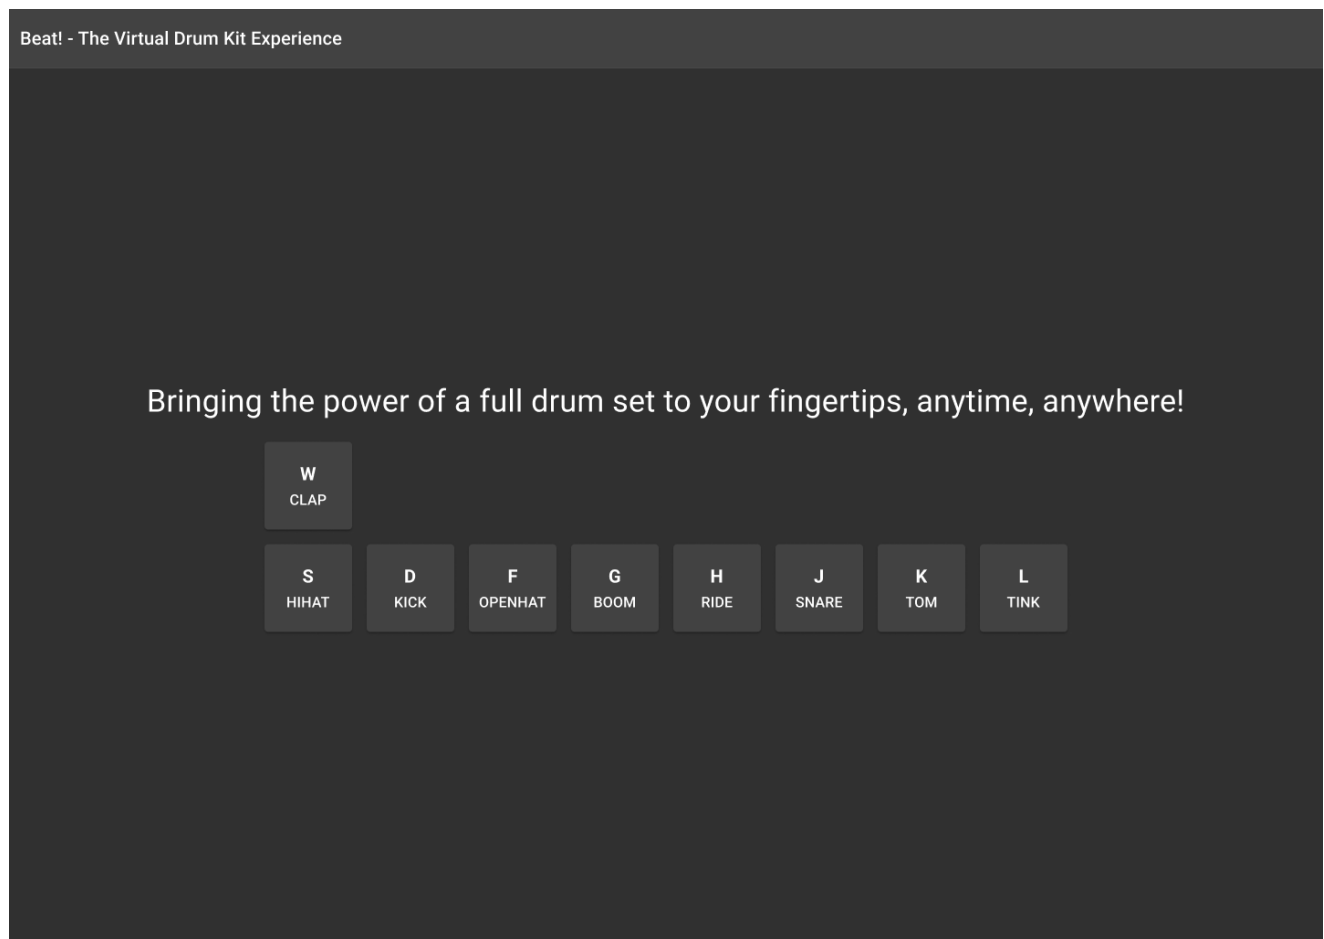 Beat! - The Virtual Drum Kit Experience
Bringing the power of a full drum set to your fingertips, anytime, anywhere!
W
CLAP
S D F G H J K L
HIHAT KICK OPENHAT BOOM RIDE SNARE TOM TINK